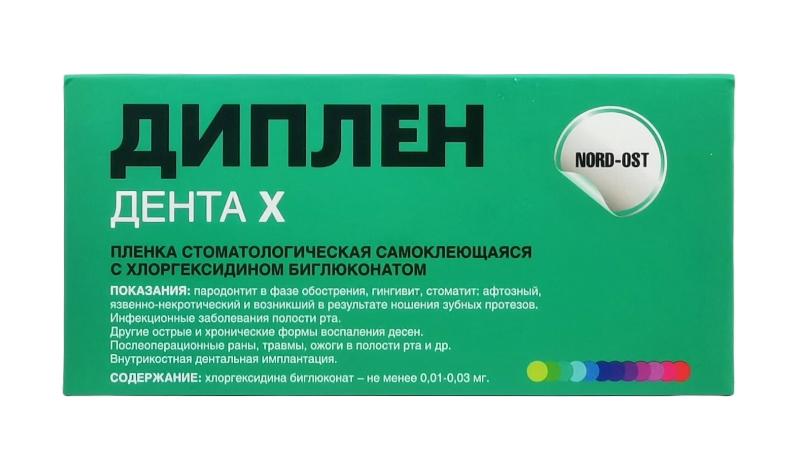 ДИПЛЕН
NORD-OST
ДЕНТА Х
ПЛЕНКА СТОМАТОЛОГИЧЕСКАЯ САМОКЛЕЮЩАЯСЯ
С ХЛОРГЕКСИДИНОМ БИГЛЮКОНАТОМ
ПОКАЗАНИЯ: пародонтит в фазе обострения, гингивит, стоматит: афтозный,
язвенно-некротический и возникший в результате ношения зубных протезов.
Инфекционные заболевания полости рта.
Другие острые и хронические формы воспаления десен.
Послеоперационные раны, травмы, ожоги в полости рта и др.
Внутрикостная дентальная имплантация.
СОДЕРЖАНИЕ: хлоргексидина биглюконат – не менее 0,01-0,03 мг.